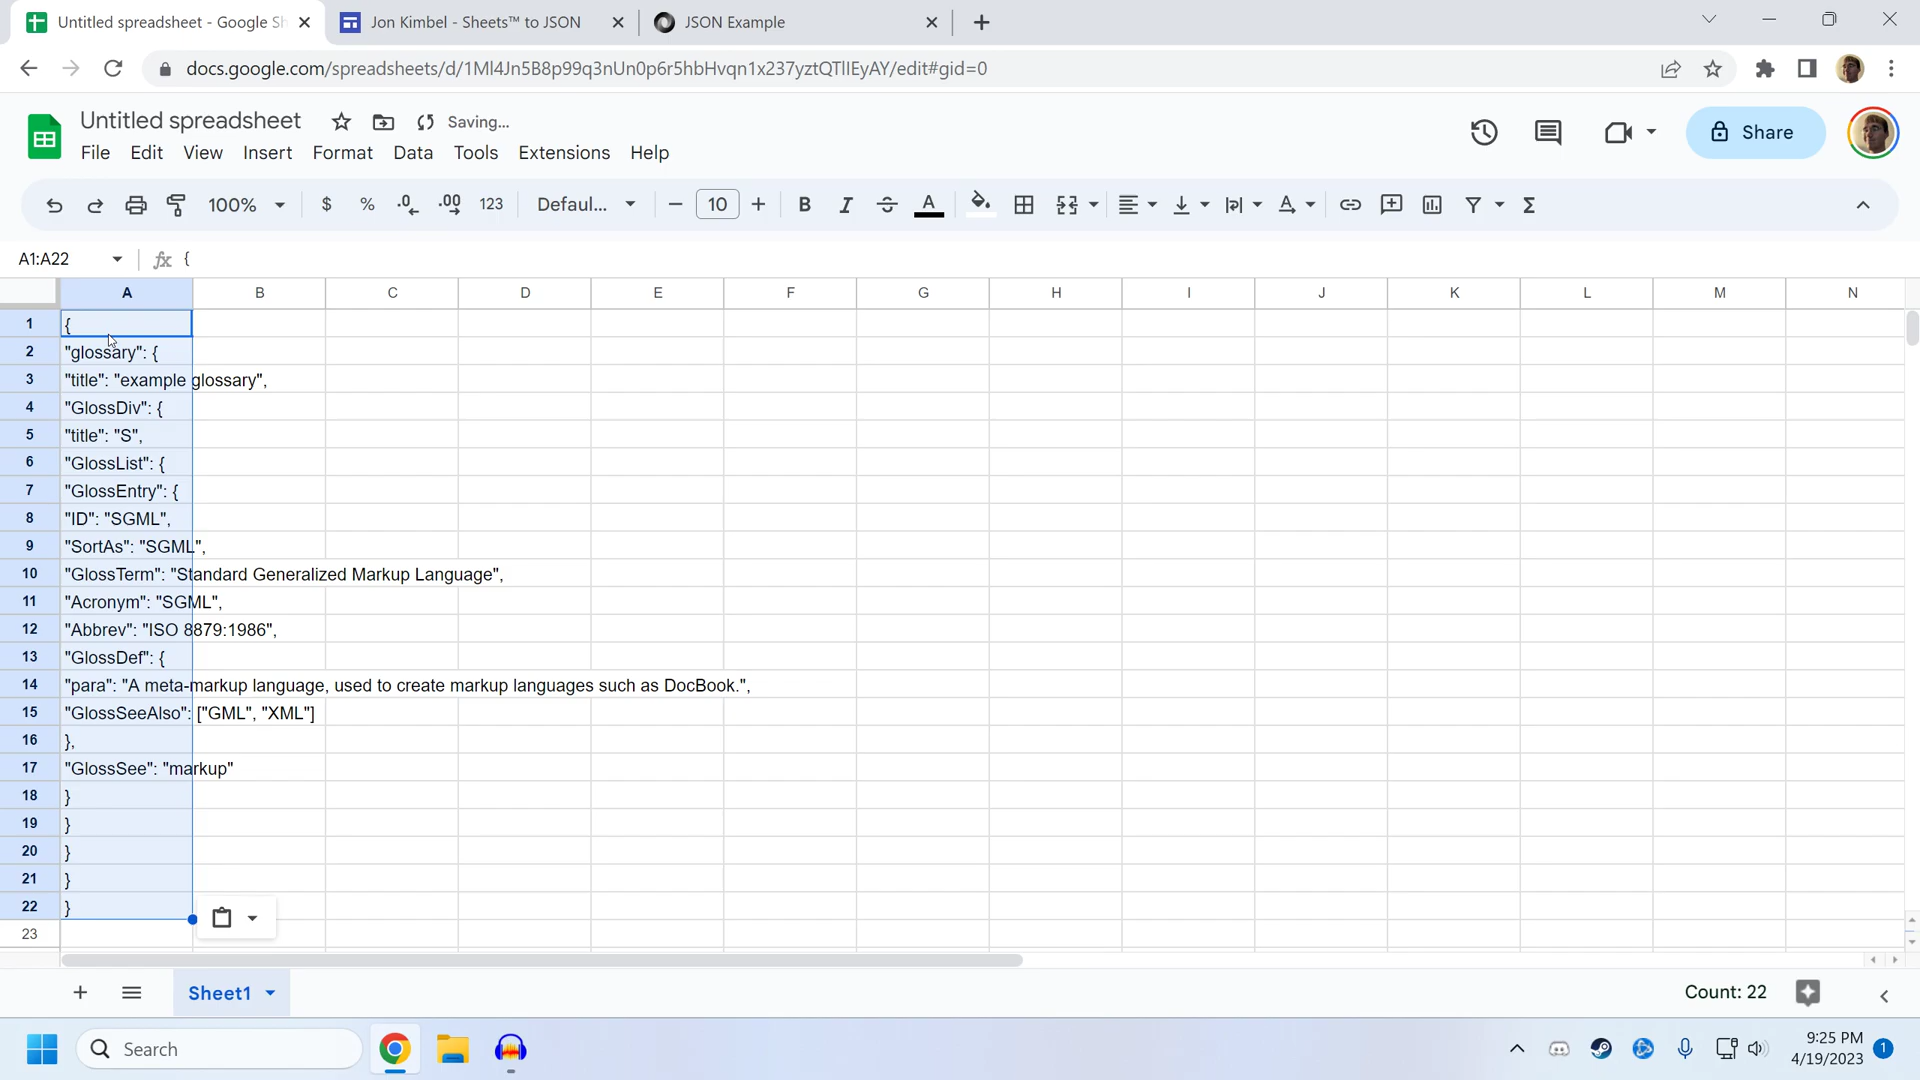 Untitled spreadsheet - Google Sh
Jon Kimbel - Sheets™ to JSON
JSON Example
docs.google.com/spreadsheets/d/1Ml4Jn5B8p99q3nUn0p6r5hbHvqn1x237yztQTlIEyAY/edit#gid=0
Untitled spreadsheet Saving...
File Edit View Insert Format Data Tools Extensions Help
Share
100% $ % .0 .00 123 Defaul... 10 B I S A
A1:A22 fx {
A B C D E F G H I J K L M N
1 {
2 "glossary": {
3 "title": "example glossary",
4 "GlossDiv": {
5 "title": "S",
6 "GlossList": {
7 "GlossEntry": {
8 "ID": "SGML",
9 "SortAs": "SGML",
10 "GlossTerm": "Standard Generalized Markup Language",
11 "Acronym": "SGML",
12 "Abbrev": "ISO 8879:1986",
13 "GlossDef": {
14 "para": "A meta-markup language, used to create markup languages such as DocBook.",
15 "GlossSeeAlso": ["GML", "XML"]
16 },
17 "GlossSee": "markup"
18 }
19 }
20 }
21 }
22 }
23
Sheet1
Count: 22
Search
9:25 PM
4/19/2023
1